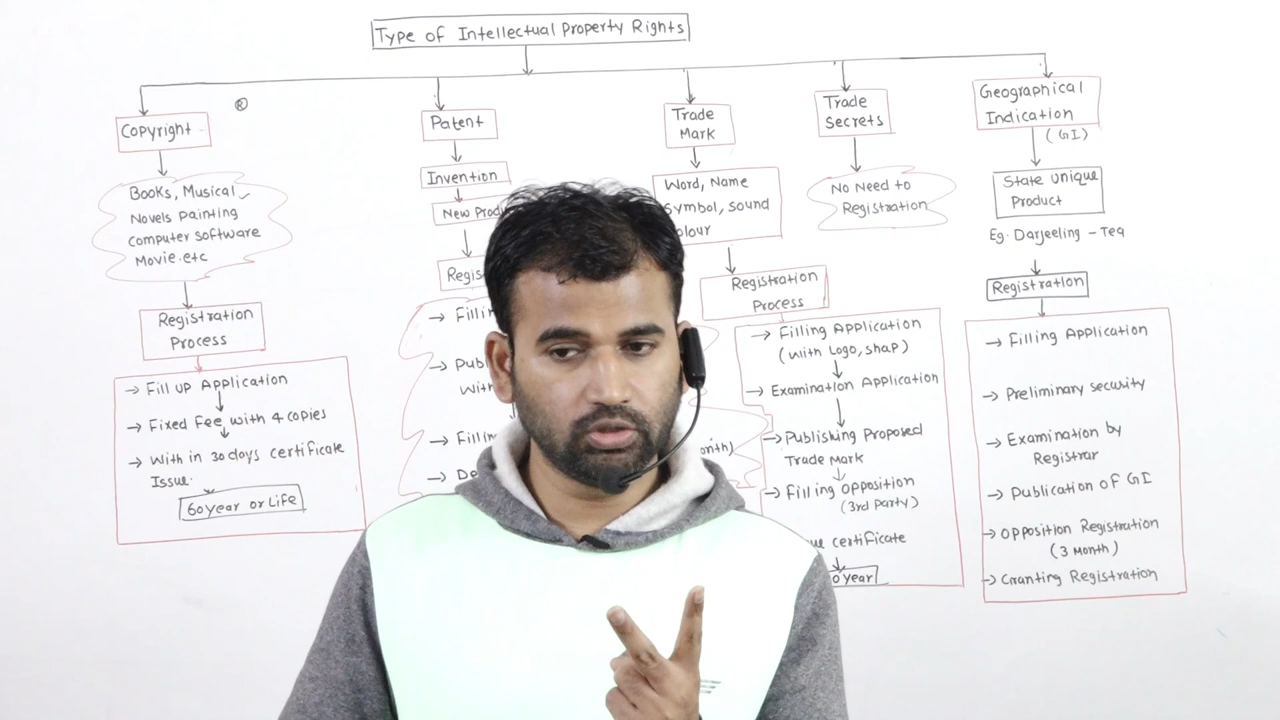 Type of Intellectual Property Rights
®
Copyright
Books, Musical
Novels painting
computer software
Movie.etc
Registration
Process
→ Fill up Application
→ Fixed Fee with 4 copies
→ With in 30 days certificate
Issue.
60 year or Life
Patent
Invention
New
→
→
With
→
→
Trade
Mark
Word, Name
symbol, sound
Registration
Process
→ Filling Application
(with Logo, shap)
→ Examination Application
→ Publishing Proposed
Trade Mark
→ Filling opposition
(3rd Party)
certificate
year
Trade
Secrets
No Need to
Registration
Geographical
Indication
(GI)
State unique
Product
Eg. Darjeeling - Tea
Registration
→ Filling Application
→ Preliminary security
→ Examination by
Registrar
→ Publication of GI
→ Opposition Registration
(3 Month)
→ Granting Registration